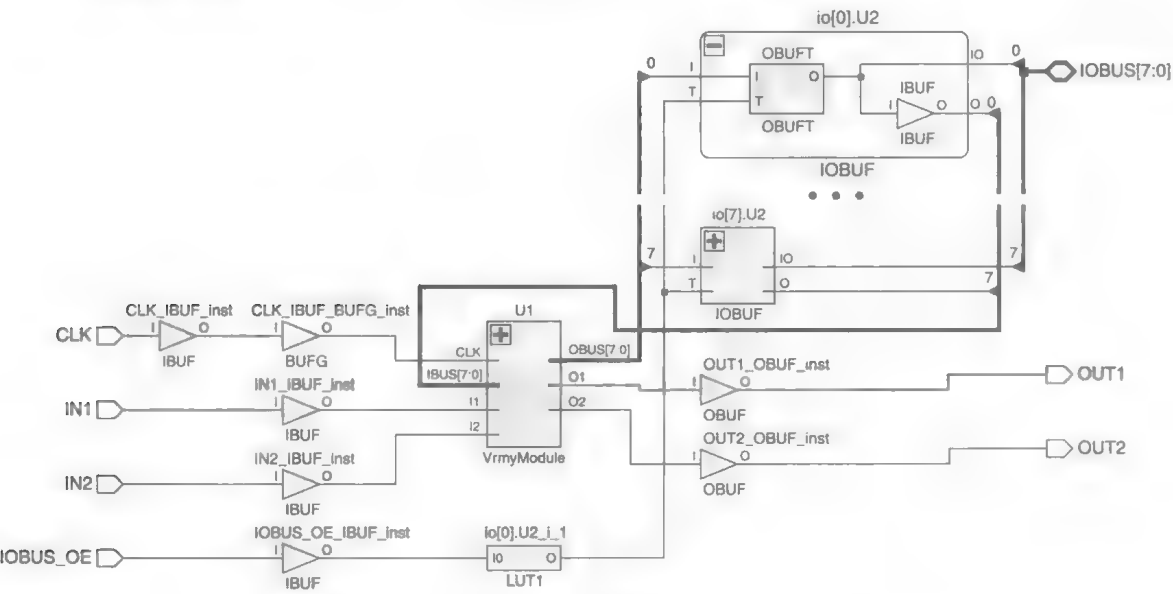 io[0].U2
0
OBUFT
IO
0
IOBUS[7:0]
I
I
O
IBUF
T
T
I
O
O
0
OBUFT
IBUF
IOBUF
io[7].U2
7
I
IO
7
T
O
7
IOBUF
CLK_IBUF_inst
CLK_IBUF_BUFG_inst
U1
I
O
I
O
CLK
IBUF
BUFG
CLK
OBUS[7:0]
IBUS[7:0]
OUT1_OBUF_inst
O1
I
O
OUT1
IN1_IBUF_inst
I
O
IN1
I1
O2
OBUF
IBUF
I2
OUT2_OBUF_inst
OUT2
IN2_IBUF_inst
VrmyModule
I
O
I
O
IN2
OBUF
IBUF
IOBUS_OE_IBUF_inst
io[0].U2_i_1
I
O
IOBUS_OE
I0
O
IBUF
LUT1